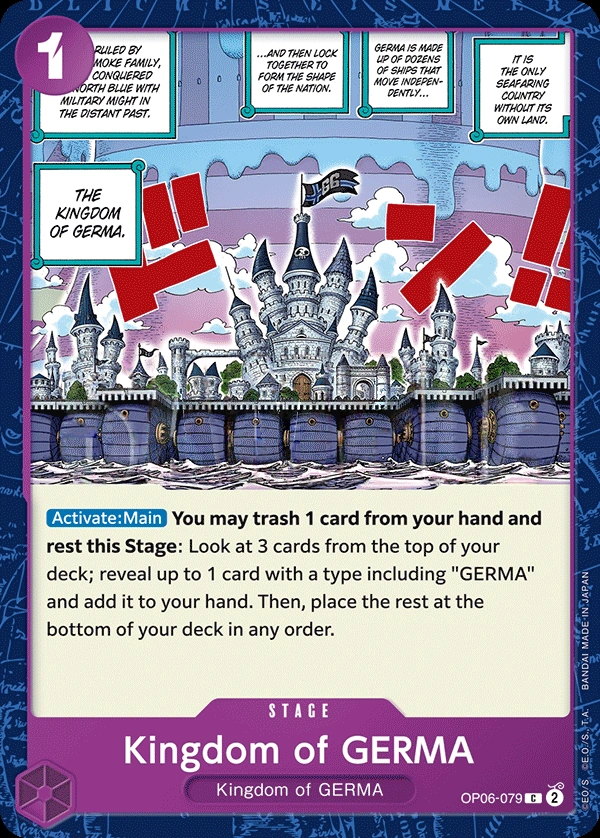 1
RULED BY
MOKE FAMILY,
CONQUERED
NORTH BLUE WITH
MILITARY MIGHT IN
THE DISTANT PAST.
...AND THEN LOCK
TOGETHER TO
FORM THE SHAPE
OF THE NATION.
GERMA IS MADE
UP OF DOZENS
OF SHIPS THAT
MOVE INDEPEN-
DENTLY...
IT IS
THE ONLY
SEAFARING
COUNTRY
WITHOUT ITS
OWN LAND.
THE
KINGDOM
OF GERMA.
66
ドン!!
Activate:Main You may trash 1 card from your hand and
rest this Stage: Look at 3 cards from the top of your
deck; reveal up to 1 card with a type including "GERMA"
and add it to your hand. Then, place the rest at the
bottom of your deck in any order.
STAGE
Kingdom of GERMA
Kingdom of GERMA
OP06-079 C 2
©E.O./S. ©E.O./S., T.A. BANDAI MADE IN JAPAN